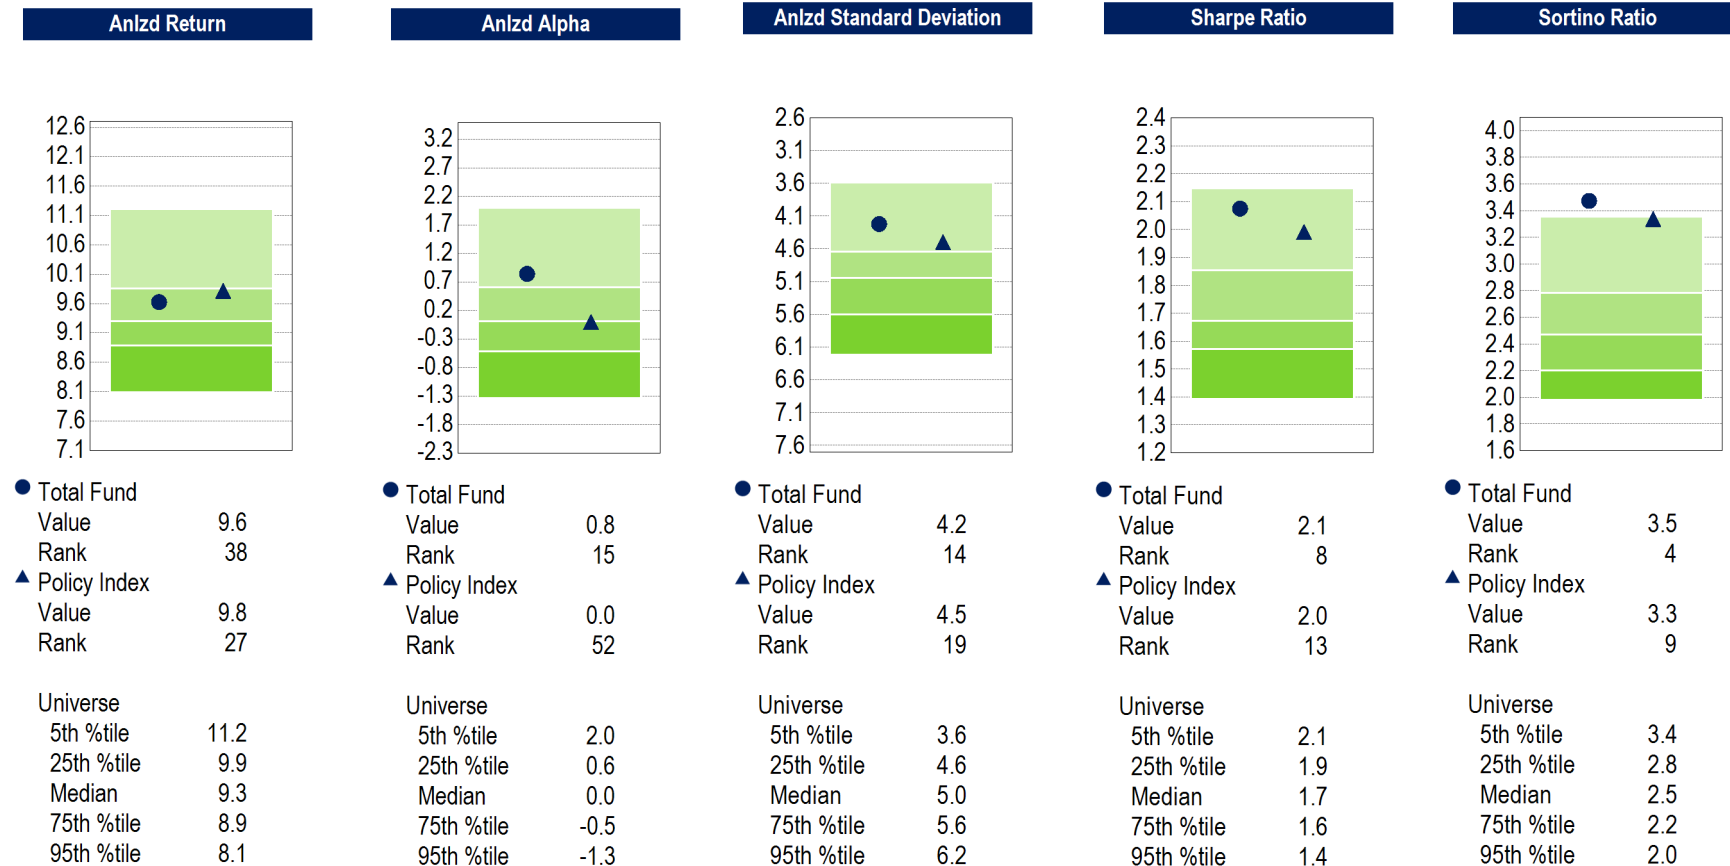 Anlzd Return
12.6
12.1
11.6
11.1
10.6
10.1
9.6
9.1
8.6
8.1
7.6
7.1
Total Fund
Value 9.6
Rank 38
Policy Index
Value 9.8
Rank 27
Universe
5th %tile 11.2
25th %tile 9.9
Median 9.3
75th %tile 8.9
95th %tile 8.1
Anlzd Alpha
3.2
2.7
2.2
1.7
1.2
0.7
0.2
-0.3
-0.8
-1.3
-1.8
-2.3
Total Fund
Value 0.8
Rank 15
Policy Index
Value 0.0
Rank 52
Universe
5th %tile 2.0
25th %tile 0.6
Median 0.0
75th %tile -0.5
95th %tile -1.3
Anlzd Standard Deviation
2.6
3.1
3.6
4.1
4.6
5.1
5.6
6.1
6.6
7.1
7.6
Total Fund
Value 4.2
Rank 14
Policy Index
Value 4.5
Rank 19
Universe
5th %tile 3.6
25th %tile 4.6
Median 5.0
75th %tile 5.6
95th %tile 6.2
Sharpe Ratio
2.4
2.3
2.2
2.1
2.0
1.9
1.8
1.7
1.6
1.5
1.4
1.3
1.2
Total Fund
Value 2.1
Rank 8
Policy Index
Value 2.0
Rank 13
Universe
5th %tile 2.1
25th %tile 1.9
Median 1.7
75th %tile 1.6
95th %tile 1.4
Sortino Ratio
4.0
3.8
3.6
3.4
3.2
3.0
2.8
2.6
2.4
2.2
2.0
1.8
1.6
Total Fund
Value 3.5
Rank 4
Policy Index
Value 3.3
Rank 9
Universe
5th %tile 3.4
25th %tile 2.8
Median 2.5
75th %tile 2.2
95th %tile 2.0